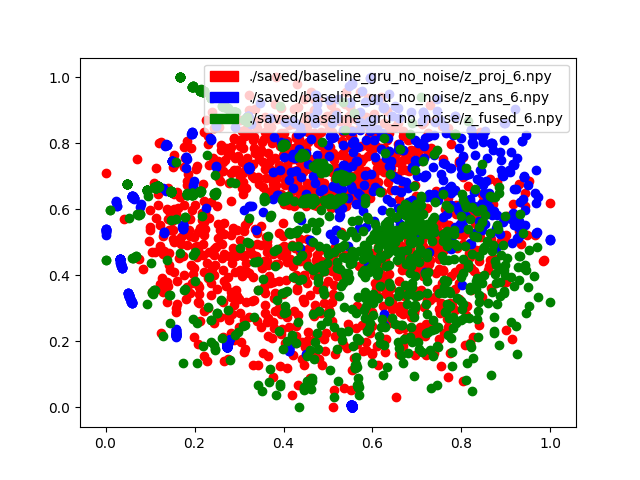 ./saved/baseline_gru_no_noise/z_proj_6.npy
./saved/baseline_gru_no_noise/z_ans_6.npy
./saved/baseline_gru_no_noise/z_fused_6.npy
1.0
0.8
0.6
0.4
0.2
0.0
0.0 0.2 0.4 0.6 0.8 1.0